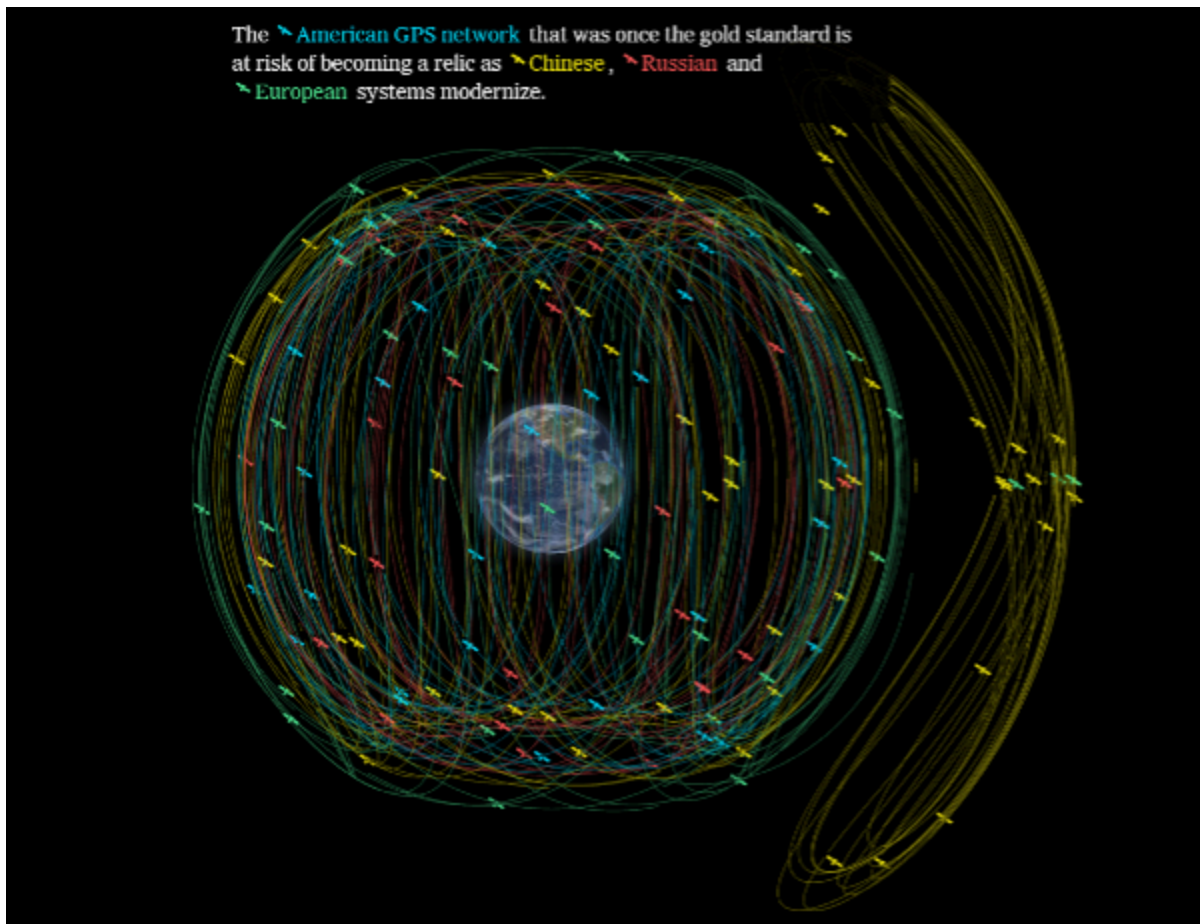 The American GPS network that was once the gold standard is
at risk of becoming a relic as Chinese, Russian and
European systems modernize.